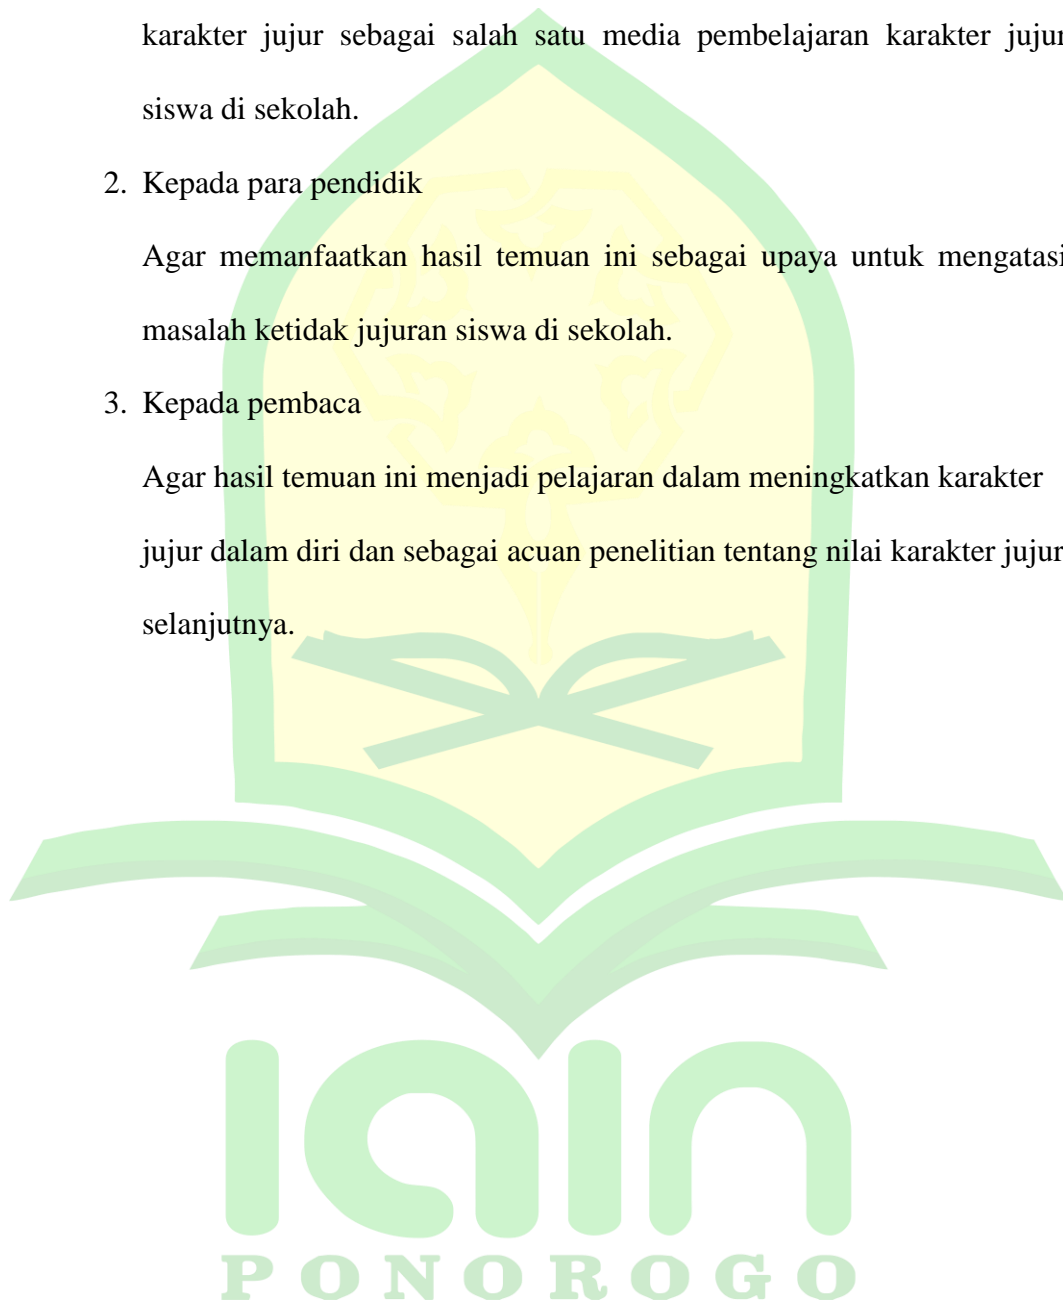 karakter jujur sebagai salah satu media pembelajaran karakter jujur
siswa di sekolah.
2. Kepada para pendidik
Agar memanfaatkan hasil temuan ini sebagai upaya untuk mengatasi
masalah ketidak jujuran siswa di sekolah.
3. Kepada pembaca
Agar hasil temuan ini menjadi pelajaran dalam meningkatkan karakter
jujur dalam diri dan sebagai acuan penelitian tentang nilai karakter jujur
selanjutnya.
IAIN
PONOROGO